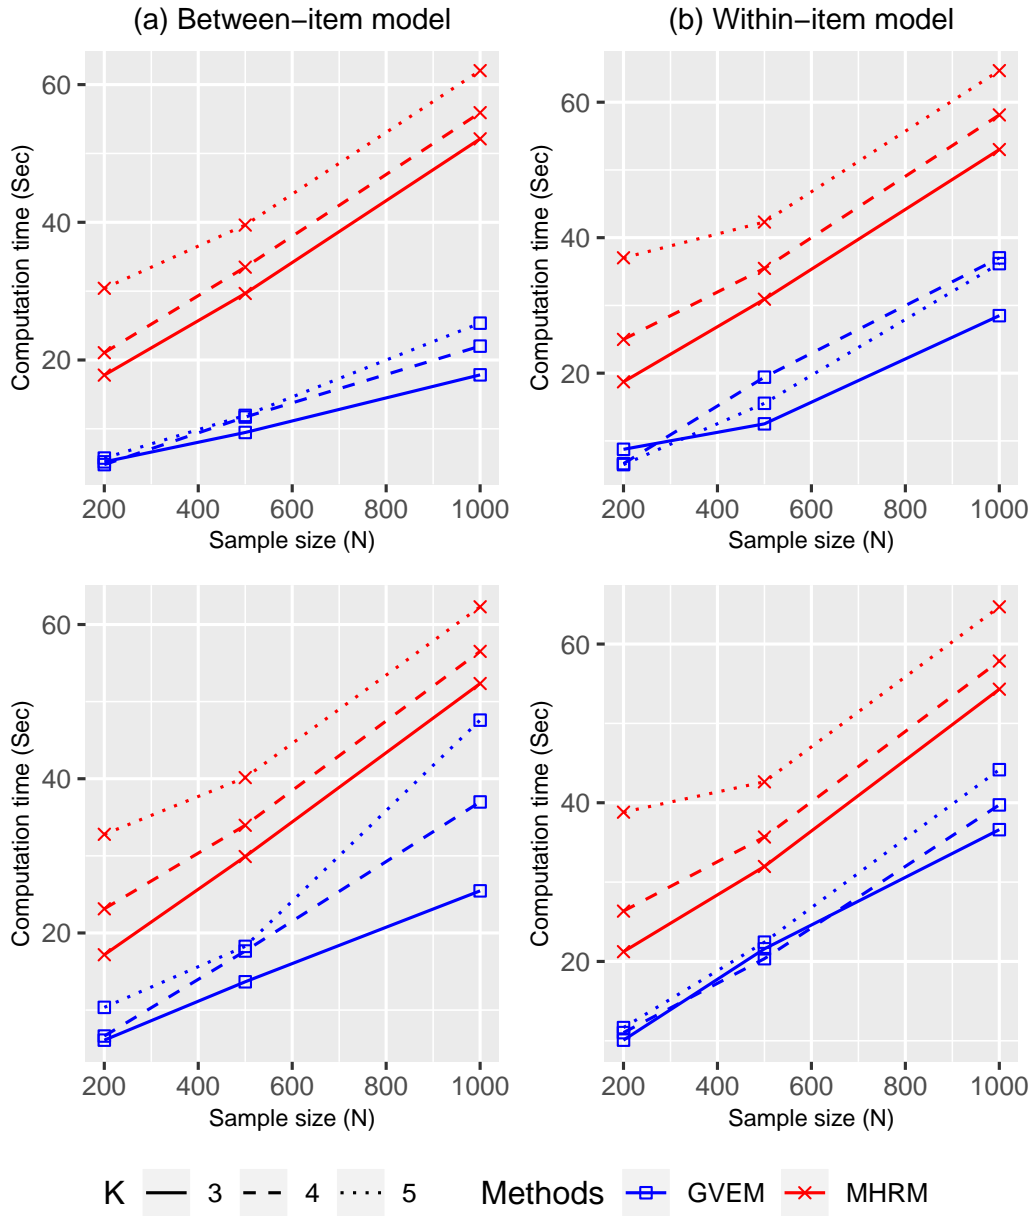 (a) Between−item model
(b) Within−item model
Computation time (Sec)
60
40
20
200 400 600 800 1000
Sample size (N)
Computation time (Sec)
60
40
20
200 400 600 800 1000
Sample size (N)
Computation time (Sec)
60
40
20
200 400 600 800 1000
Sample size (N)
Computation time (Sec)
60
40
20
200 400 600 800 1000
Sample size (N)
K 3 4 5 Methods GVEM MHRM